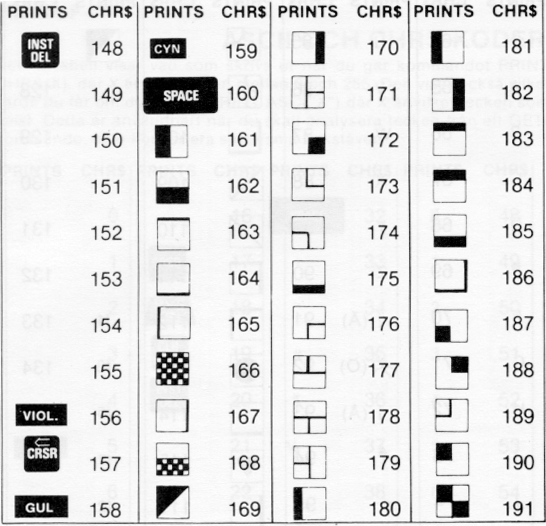 PRINTS CHR$ PRINTS CHR$ PRINTS CHR$ PRINTS CHR$
INST DEL 148 CYN 159 170 181
149 SPACE 160 171 182
150 161 172 183
151 162 173 184
152 163 174 185
153 164 175 186
154 165 176 187
155 166 177 188
VIOL. 156 167 178 189
⇐ CRSR 157 168 179 190
GUL 158 169 180 191